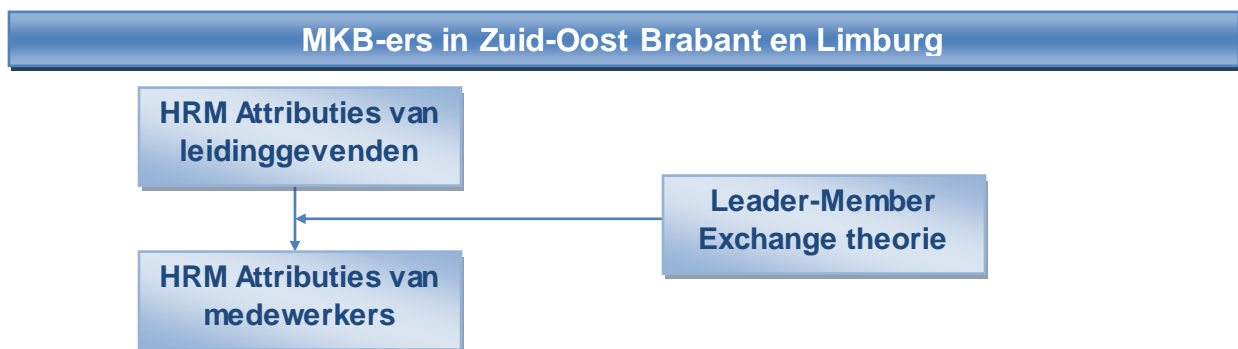 MKB-ers in Zuid-Oost Brabant en Limburg
HRM Attributies van
leidinggevenden
Leader-Member
Exchange theorie
HRM Attributies van
medewerkers